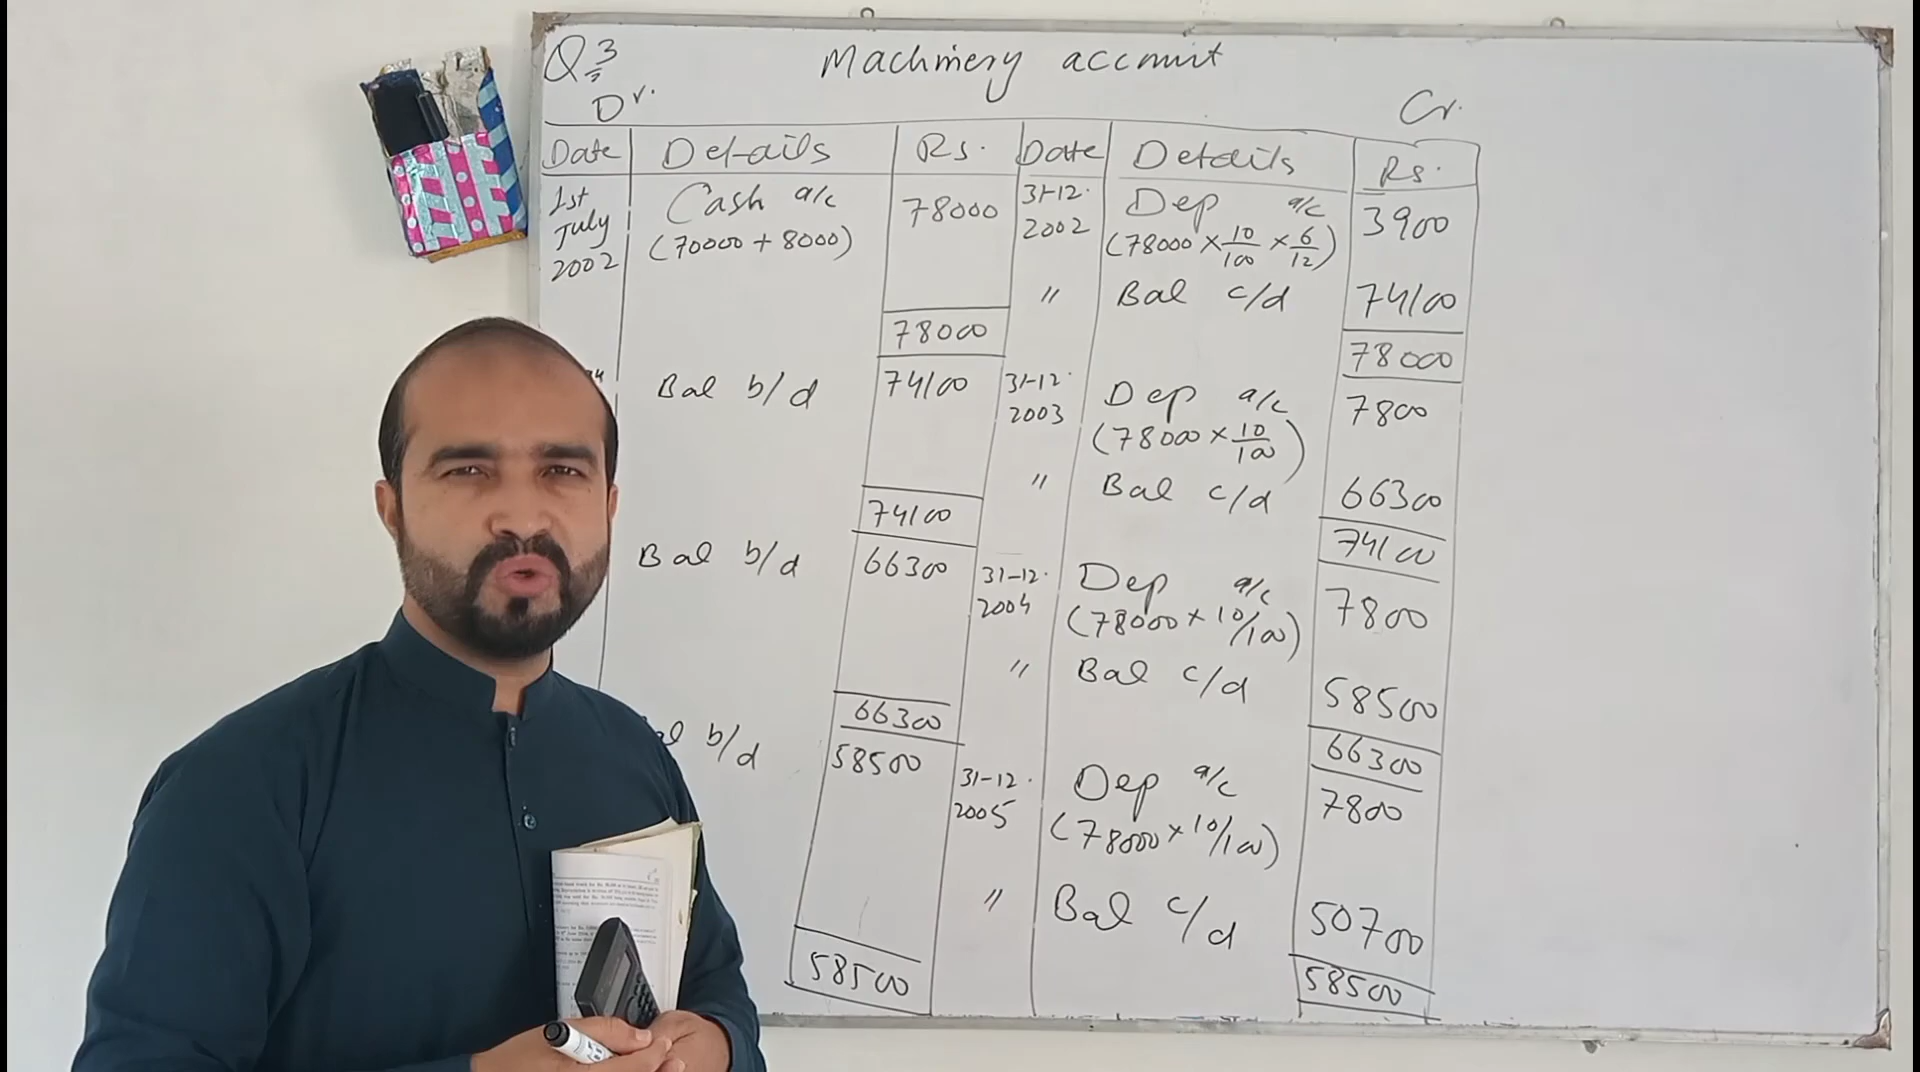 Q3 Machinery account
Dr. Cr.
Date Details Rs. Date Details Rs.
1st July 2002 Cash a/c 78000 31-12-2002 Dep a/c 3900
(70000 + 8000) (78000 × 10/100 × 6/12)
" Bal c/d 74100
78000 78000
Bal b/d 74100 31-12-2003 Dep a/c 7800
(78000 × 10/100)
" Bal c/d 66300
74100 74100
Bal b/d 66300 31-12-2004 Dep a/c 7800
(78000 × 10/100)
" Bal c/d 58500
66300 66300
b/d 58500 31-12-2005 Dep a/c 7800
(78000 × 10/100)
" Bal c/d 50700
58500 58500